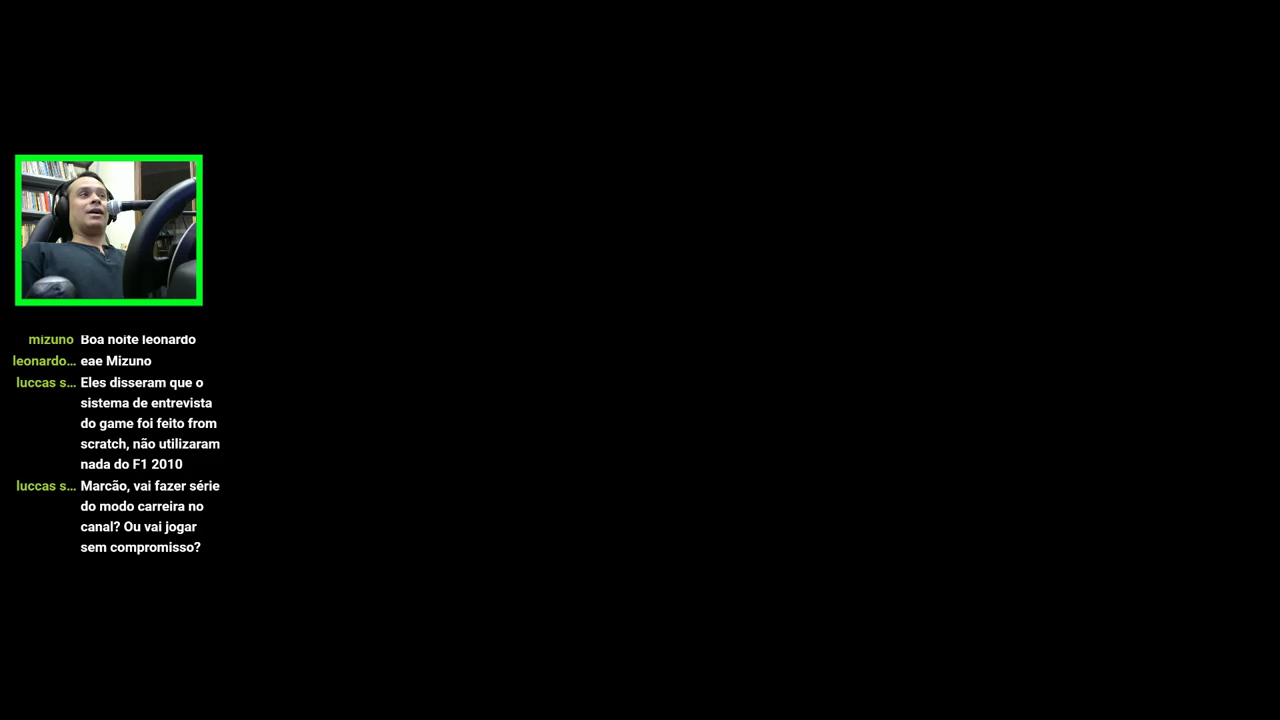 mizuno Boa noite leonardo
leonardo... eae Mizuno
luccas s... Eles disseram que o
sistema de entrevista
do game foi feito from
scratch, não utilizaram
nada do F1 2010
luccas s... Marcão, vai fazer série
do modo carreira no
canal? Ou vai jogar
sem compromisso?